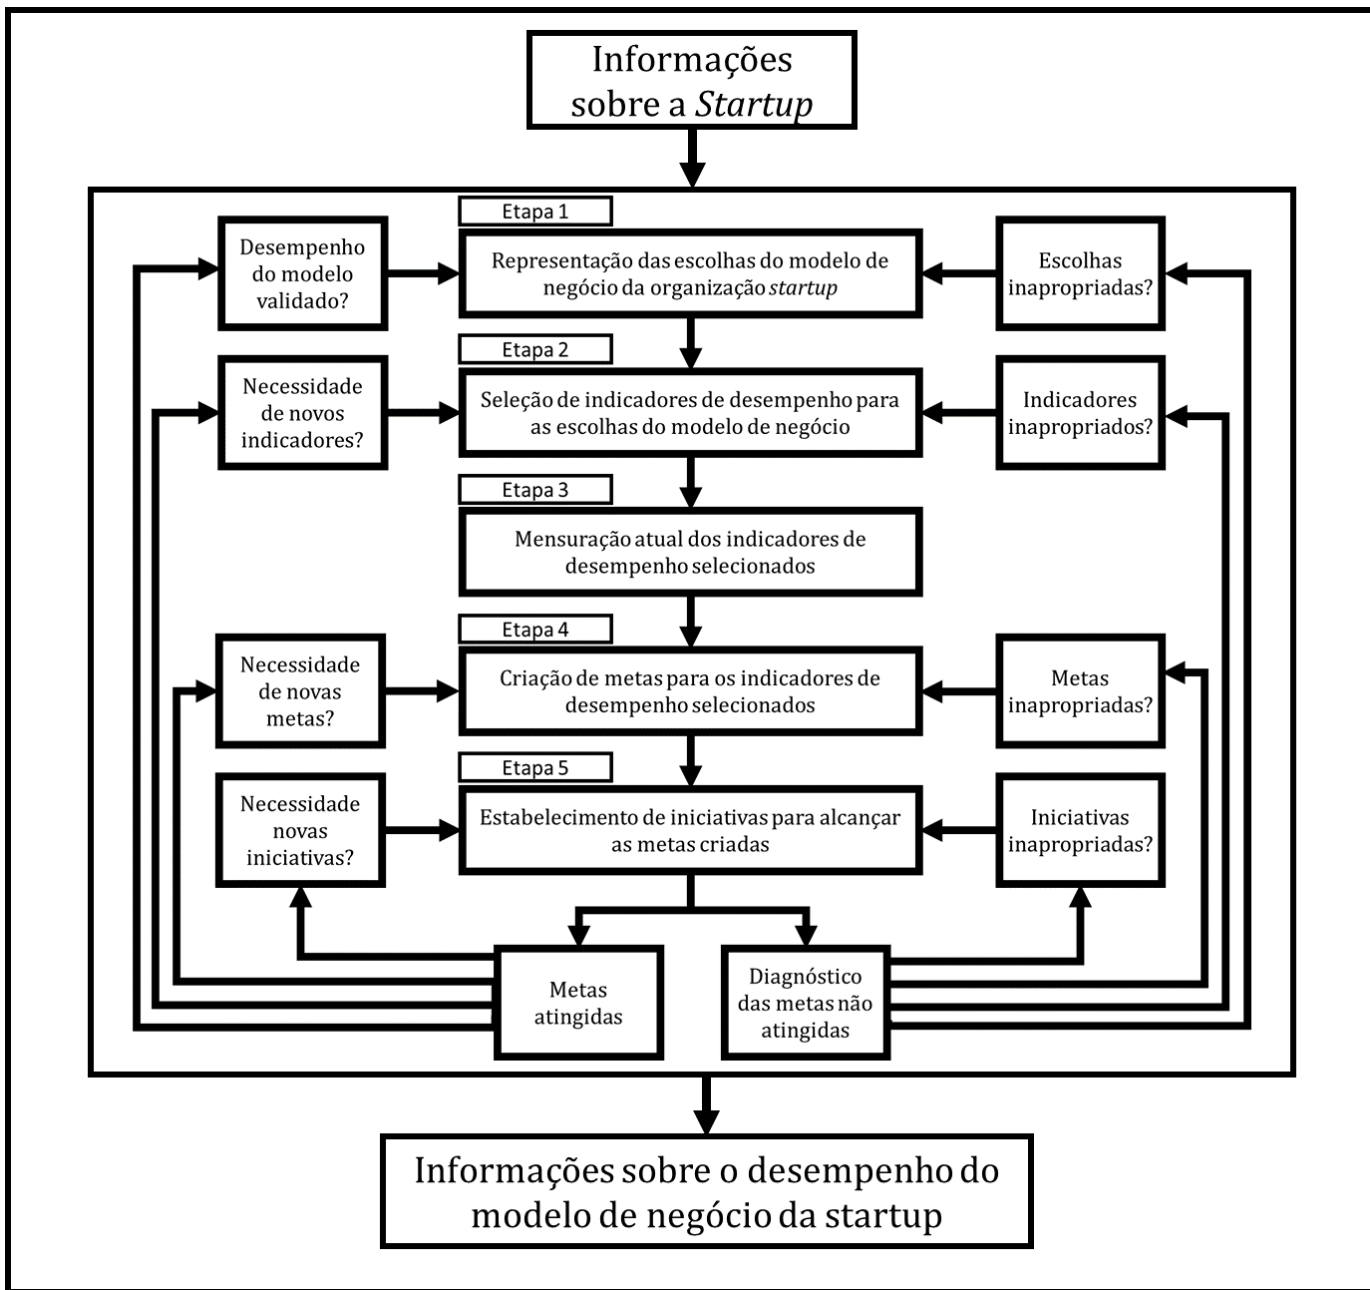 Informações
sobre a Startup
Etapa 1
Desempenho
do modelo
validado?
Representação das escolhas do modelo de
negócio da organização startup
Escolhas
inapropriadas?
Etapa 2
Necessidade
de novos
indicadores?
Seleção de indicadores de desempenho para
as escolhas do modelo de negócio
Indicadores
inapropriados?
Etapa 3
Mensuração atual dos indicadores de
desempenho selecionados
Etapa 4
Necessidade
de novas
metas?
Criação de metas para os indicadores de
desempenho selecionados
Metas
inapropriadas?
Etapa 5
Necessidade
novas
iniciativas?
Estabelecimento de iniciativas para alcançar
as metas criadas
Iniciativas
inapropriadas?
Metas
atingidas
Diagnóstico
das metas não
atingidas
Informações sobre o desempenho do
modelo de negócio da startup